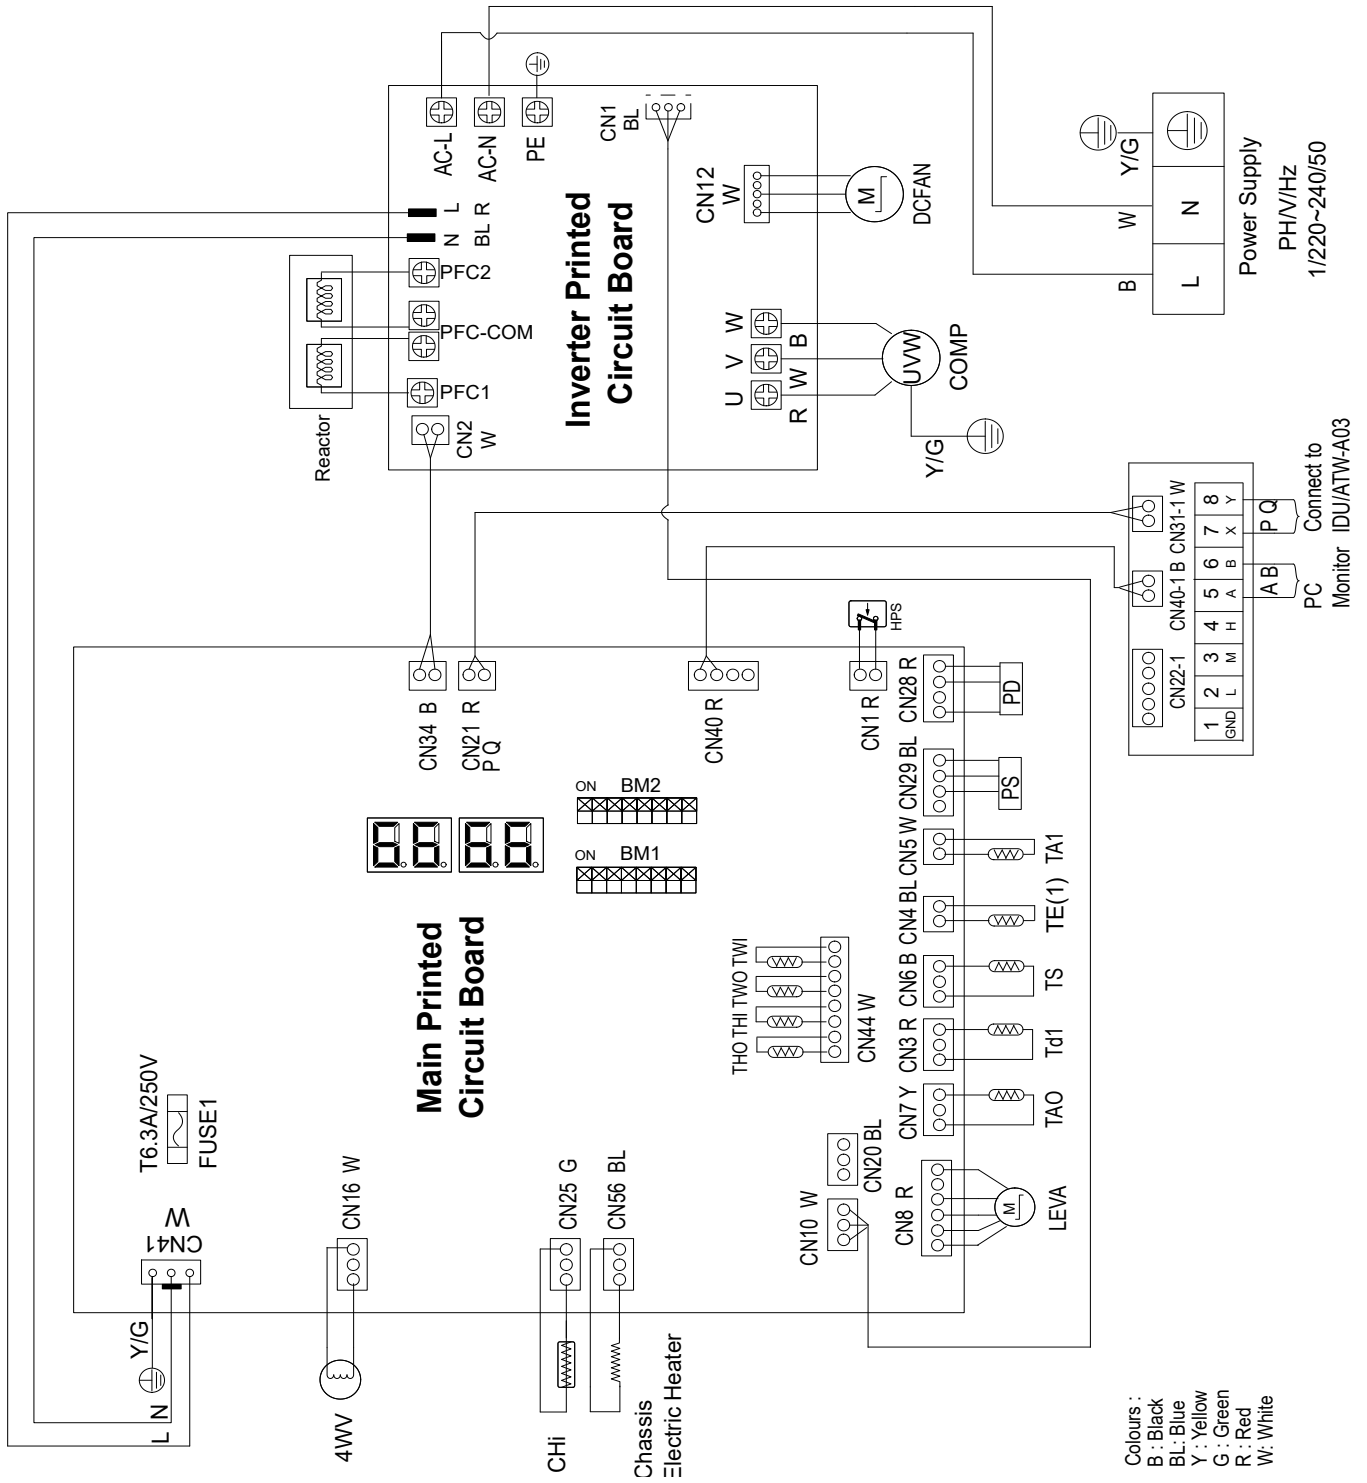 AC-L
AC-N
PE
CN1
BL
L
R
N
BL
PFC2
PFC-COM
PFC1
Reactor
CN2
W
Inverter Printed
Circuit Board
CN12
W
M
DCFAN
U
V
W
R
W
B
UVW
COMP
Y/G
Y/G
W
B
N
L
Power Supply
PH/V/Hz
1/220~240/50
CN34 B
CN21 R
P Q
CN40 R
CN1 R
HPS
CN31-1 W
CN40-1 B
CN22-1
1 2 3 4 5 6 7 8
GND L M H A B X Y
A B
P Q
PC
Monitor
Connect to
IDU/ATW-A03
ON BM2
ON BM1
Main Printed
Circuit Board
T6.3A/250V
FUSE1
W
CN41
Y/G
L N
CN16 W
4WV
CN25 G
CHi
CN56 BL
Chassis
Electric Heater
THO THI TWO TWI
CN44 W
CN10 W
CN20 BL
CN8 R
M
LEVA
CN7 Y
TAO
CN3 R
Td1
CN6 B
TS
CN4 BL
TE(1)
CN5 W
TA1
CN29 BL
PS
CN28 R
PD
Colours :
B : Black
BL: Blue
Y : Yellow
G : Green
R : Red
W: White